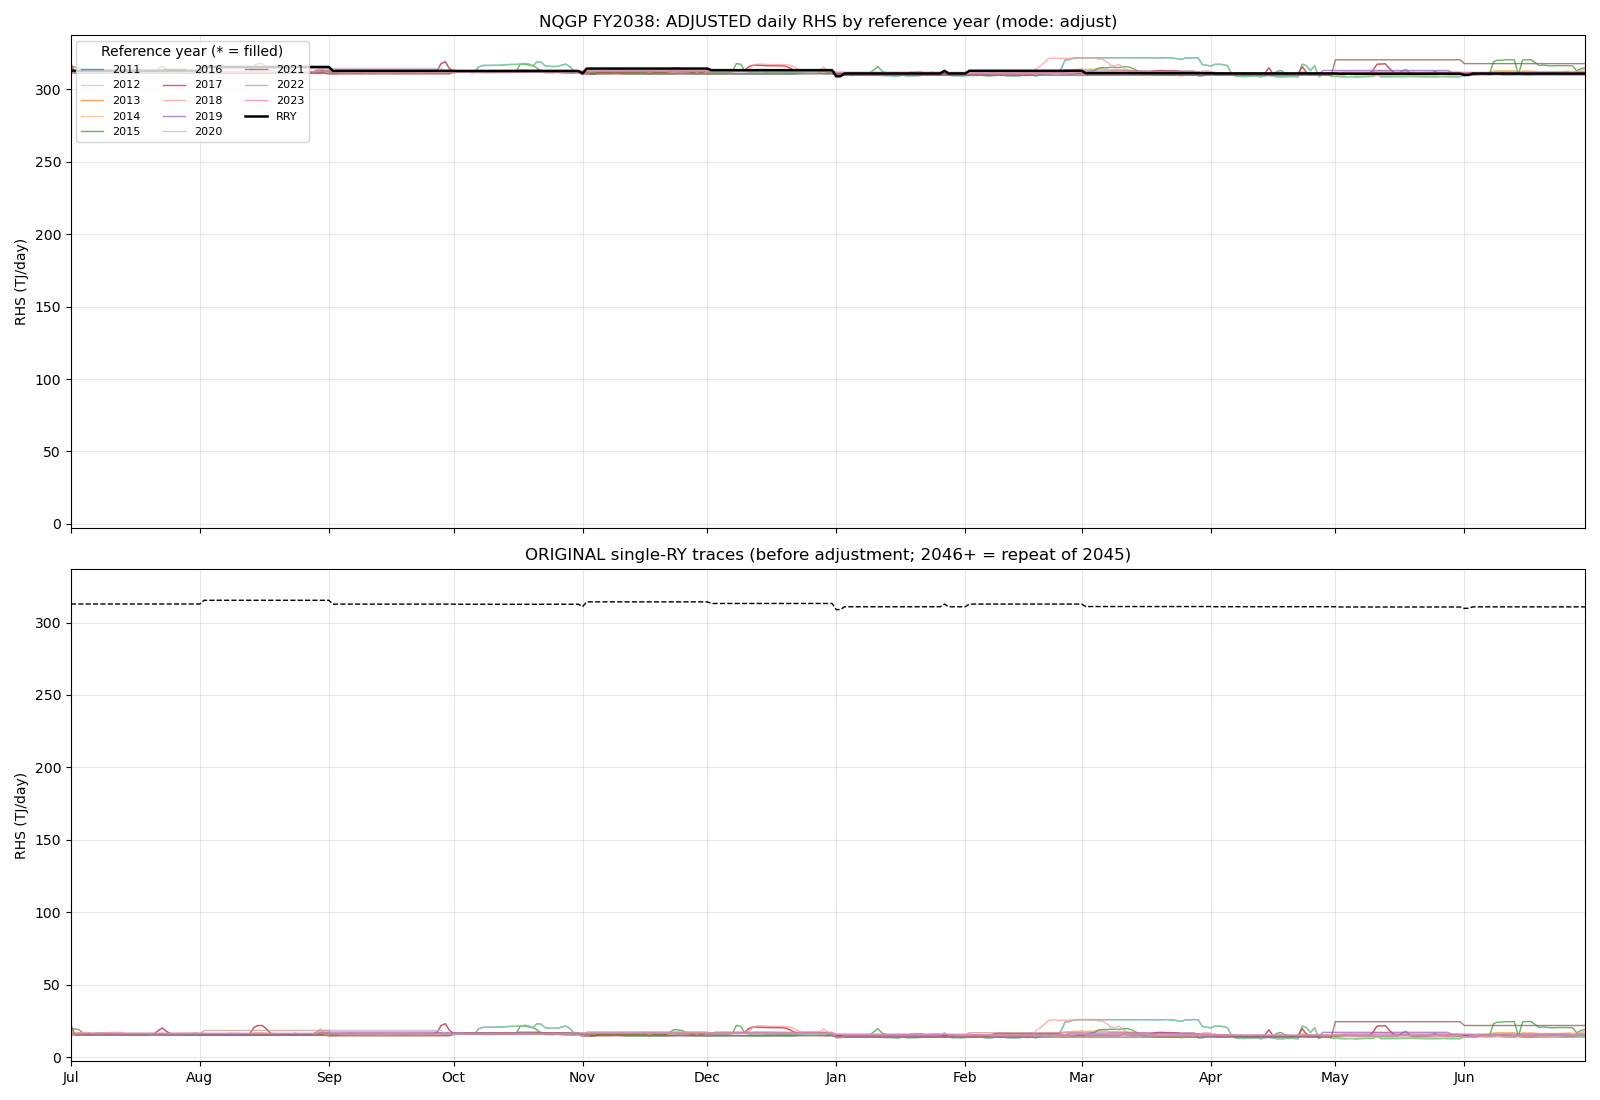 NQGP FY2038: ADJUSTED daily RHS by reference year (mode: adjust)
Reference year (* = filled)
2011 2016 2021
2012 2017 2022
2013 2018 2023
2014 2019 RRY
2015 2020
RHS (TJ/day)
300
250
200
150
100
50
0
ORIGINAL single-RY traces (before adjustment; 2046+ = repeat of 2045)
RHS (TJ/day)
300
250
200
150
100
50
0
Jul Aug Sep Oct Nov Dec Jan Feb Mar Apr May Jun